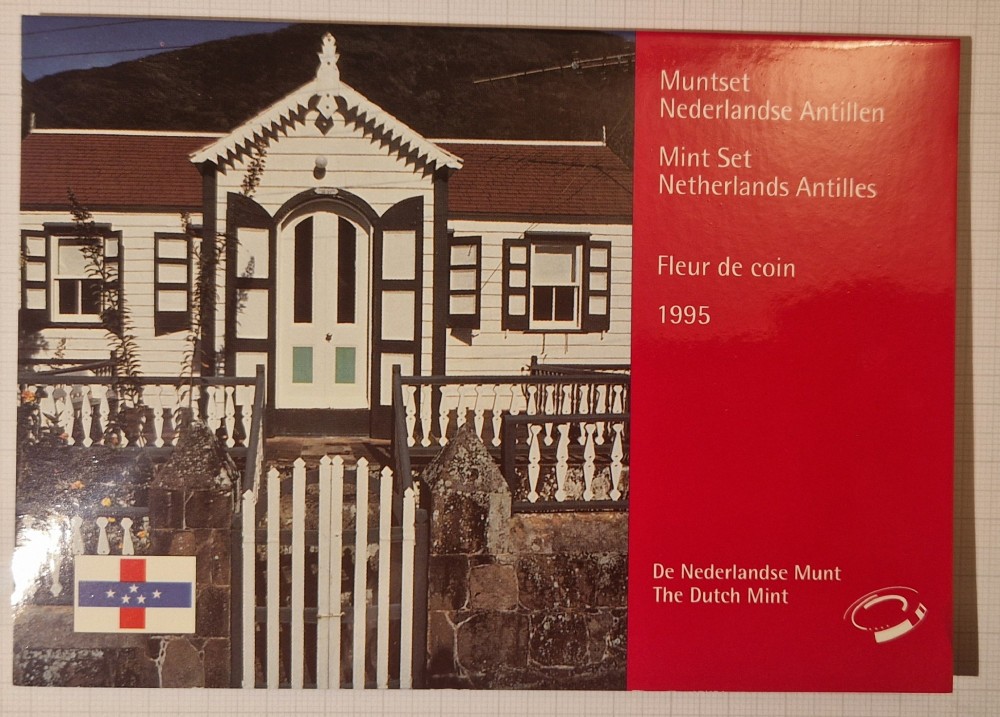 Muntset
Nederlandse Antillen
Mint Set
Netherlands Antilles
Fleur de coin
1995
De Nederlandse Munt
The Dutch Mint